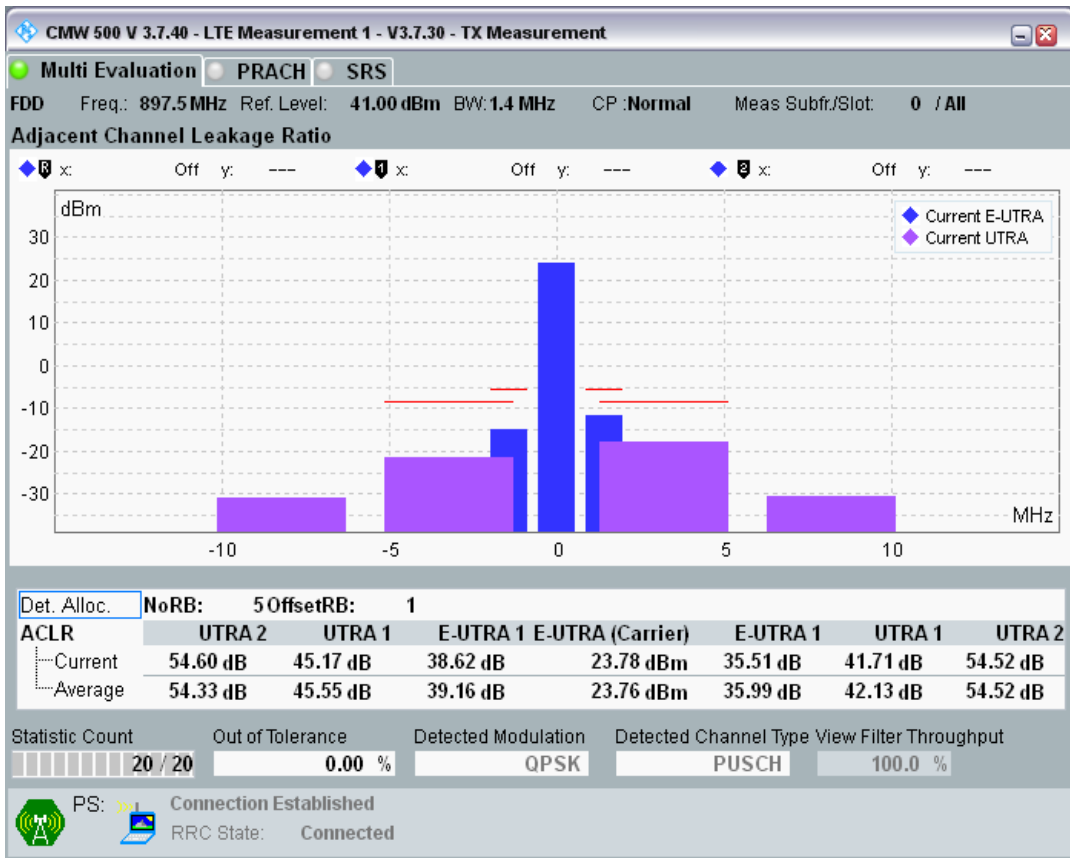 CMW 500 V 3.7.40 - LTE Measurement 1 - V3.7.30 - TX Measurement
Multi Evaluation PRACH SRS
FDD Freq.: 897.5 MHz Ref. Level: 41.00 dBm BW: 1.4 MHz CP :Normal Meas Subfr./Slot: 0 / All
Adjacent Channel Leakage Ratio
R x: Off y: --- 1 x: Off y: --- 2 x: Off y: ---
dBm
Current E-UTRA
Current UTRA
30
20
10
0
-10
-20
-30
MHz
-10 -5 0 5 10
Det. Alloc. NoRB: 5 OffsetRB: 1
ACLR UTRA 2 UTRA 1 E-UTRA 1 E-UTRA (Carrier) E-UTRA 1 UTRA 1 UTRA 2
Current 54.60 dB 45.17 dB 38.62 dB 23.78 dBm 35.51 dB 41.71 dB 54.52 dB
Average 54.33 dB 45.55 dB 39.16 dB 23.76 dBm 35.99 dB 42.13 dB 54.52 dB
Statistic Count Out of Tolerance Detected Modulation Detected Channel Type View Filter Throughput
20 / 20 0.00 % QPSK PUSCH 100.0 %
PS: Connection Established
RRC State: Connected